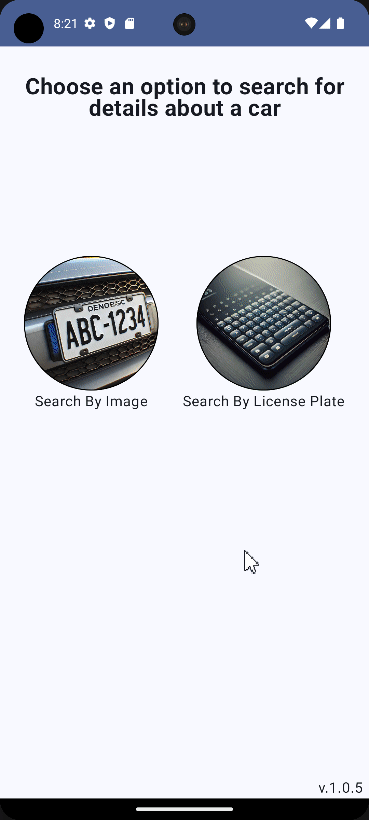 8:21
Choose an option to search for
details about a car
ABC-1234
Search By Image
Search By License Plate
v.1.0.5